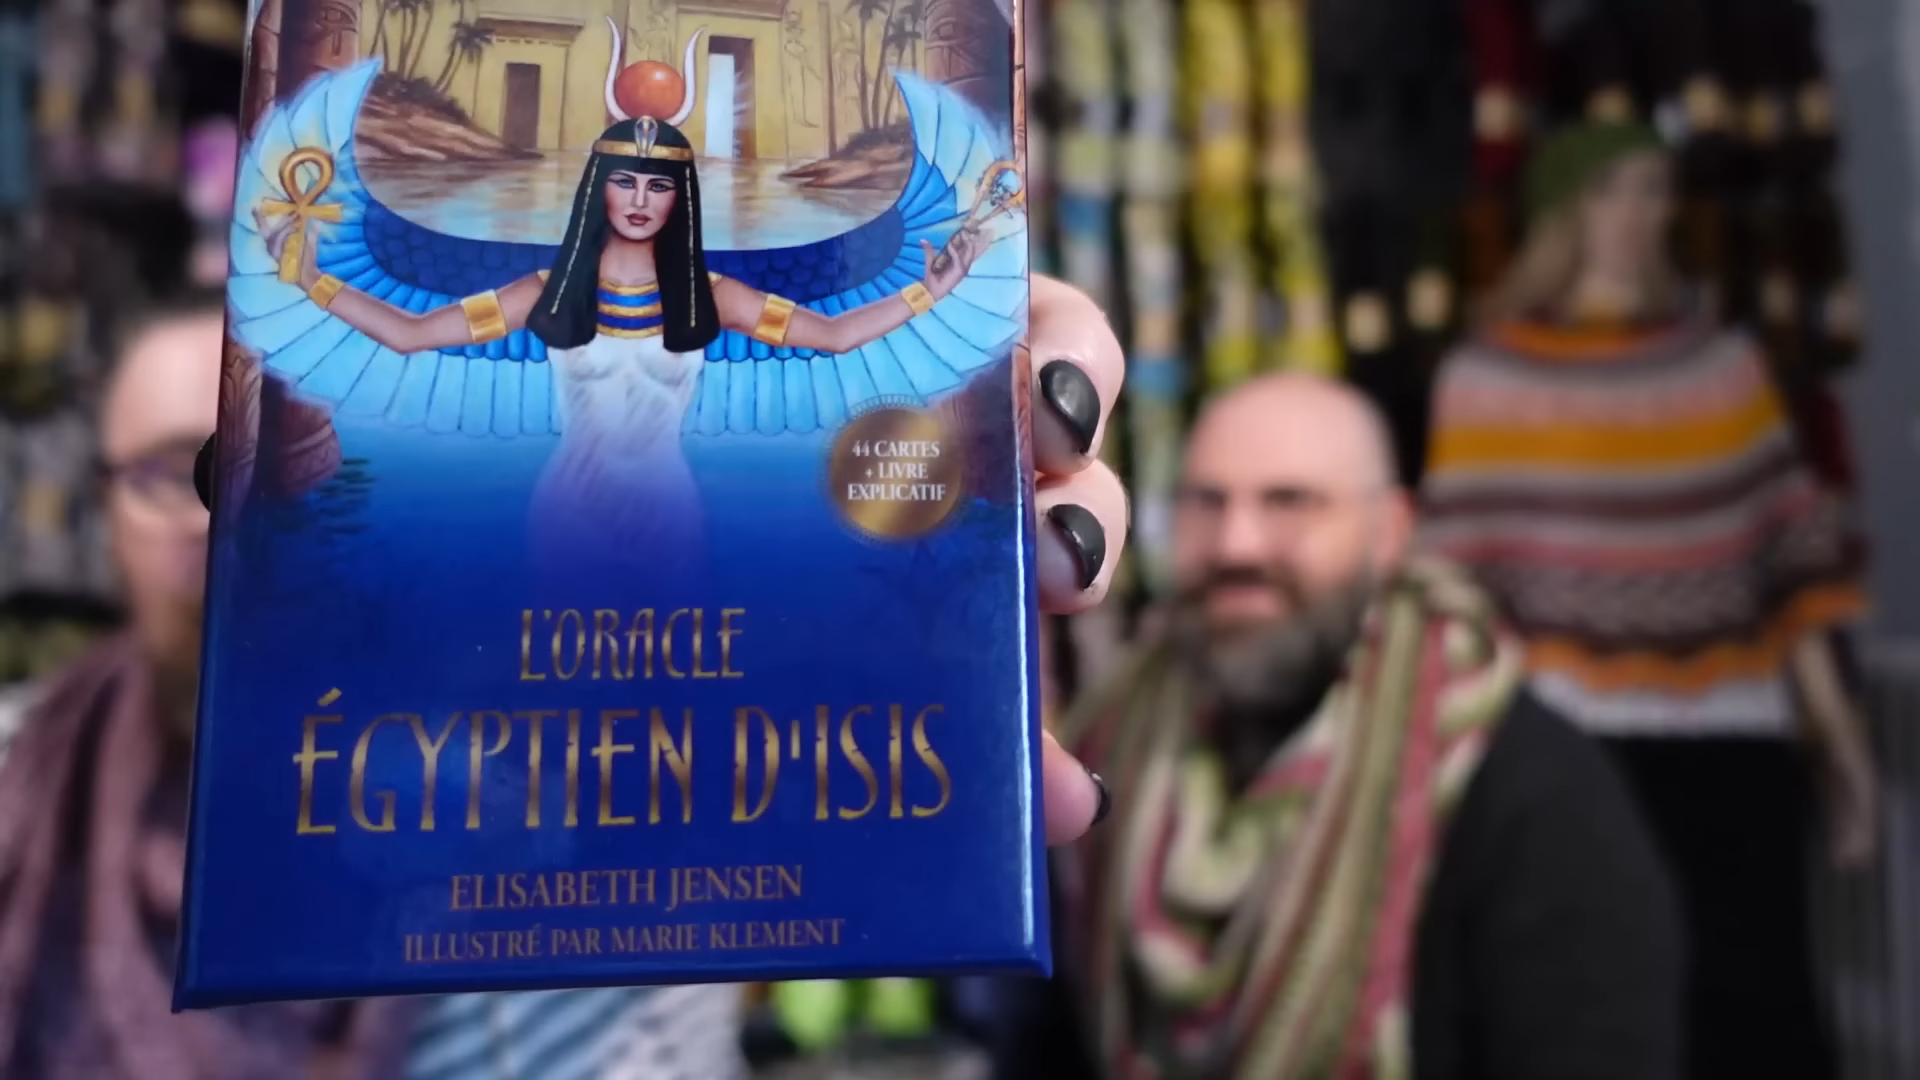 44 CARTES
+ LIVRE
EXPLICATIF
L'ORACLE
ÉGYPTIEN D'ISIS
ELISABETH JENSEN
ILLUSTRÉ PAR MARIE KLEMENT